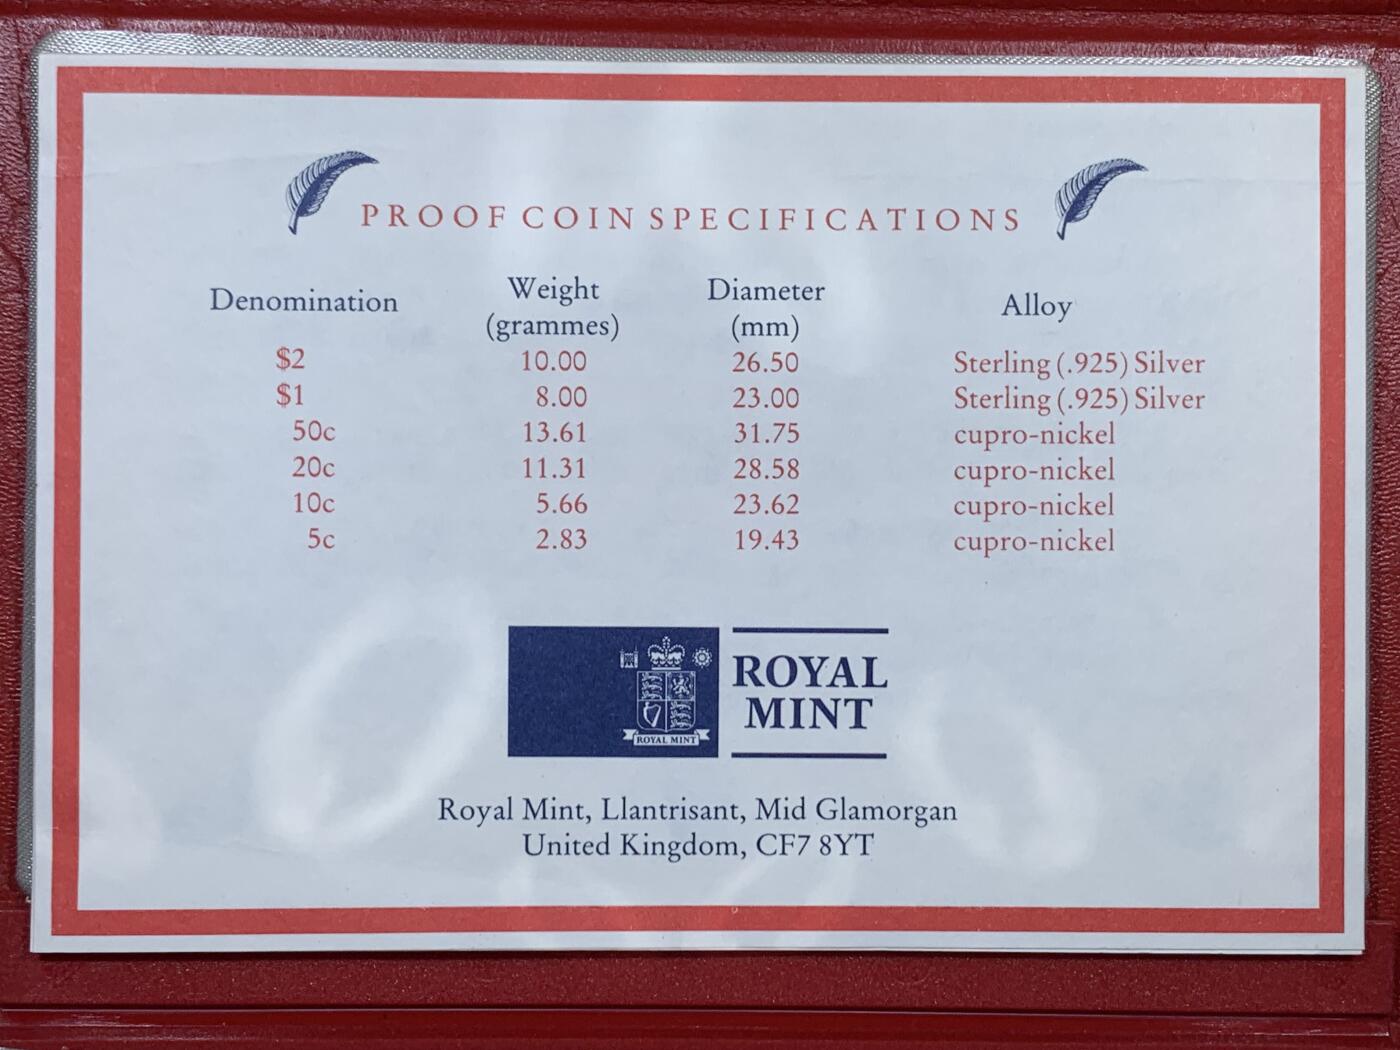 PROOF COIN SPECIFICATIONS
Denomination Weight (grammes) Diameter (mm) Alloy
$2 10.00 26.50 Sterling (.925) Silver
$1 8.00 23.00 Sterling (.925) Silver
50c 13.61 31.75 cupro-nickel
20c 11.31 28.58 cupro-nickel
10c 5.66 23.62 cupro-nickel
5c 2.83 19.43 cupro-nickel
ROYAL MINT
ROYAL
MINT
Royal Mint, Llantrisant, Mid Glamorgan
United Kingdom, CF7 8YT